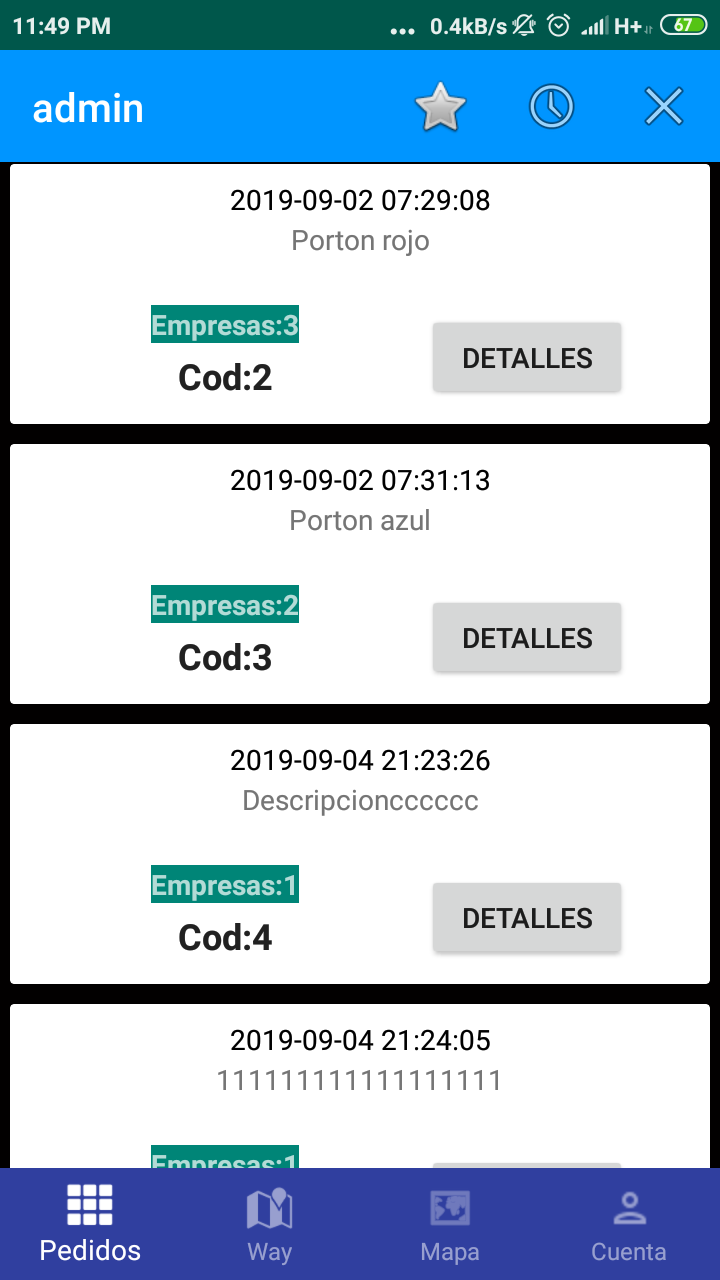 11:49 PM ... 0.4kB/s H+ 67
admin
2019-09-02 07:29:08
Porton rojo
Empresas:3
Cod:2
DETALLES
2019-09-02 07:31:13
Porton azul
Empresas:2
Cod:3
DETALLES
2019-09-04 21:23:26
Descripcioncccccc
Empresas:1
Cod:4
DETALLES
2019-09-04 21:24:05
111111111111111111
Empresas:1
Pedidos Way Mapa Cuenta